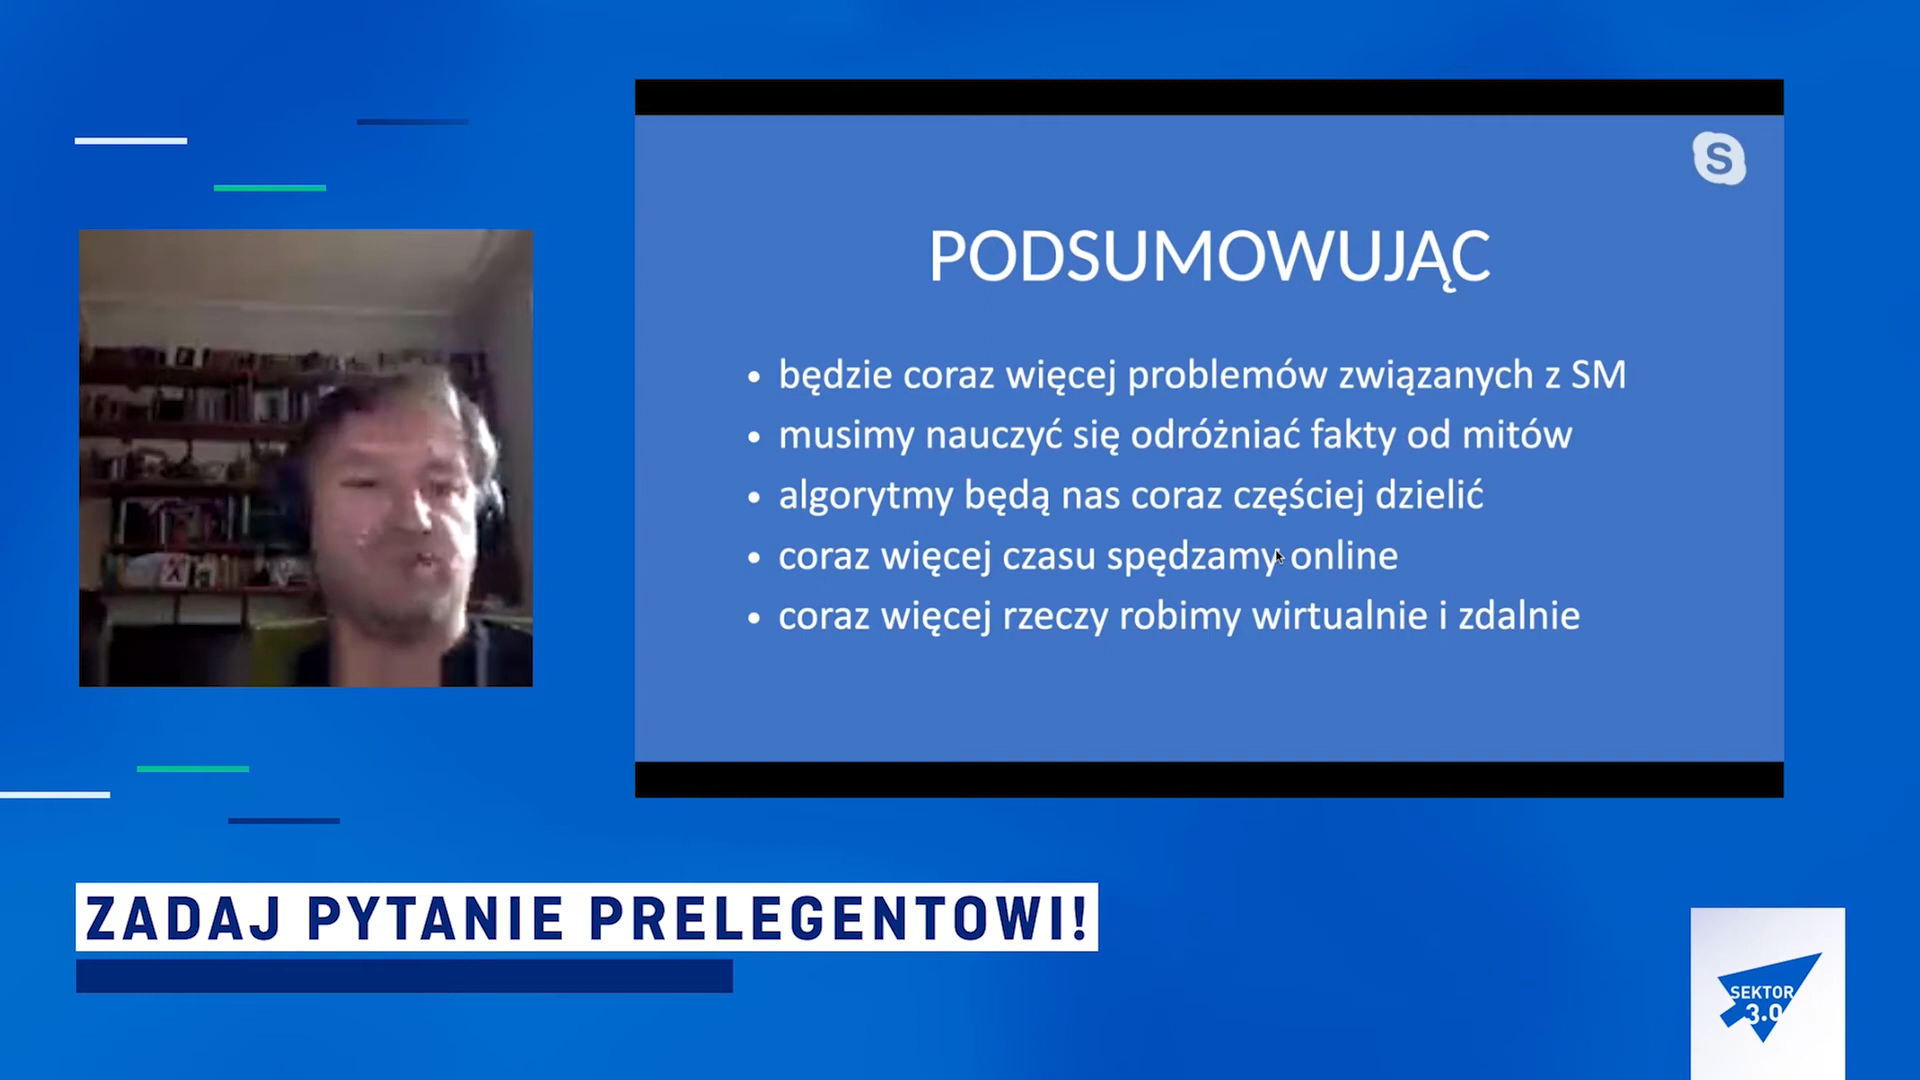 S
PODSUMOWUJĄC
• będzie coraz więcej problemów związanych z SM
• musimy nauczyć się odróżniać fakty od mitów
• algorytmy będą nas coraz częściej dzielić
• coraz więcej czasu spędzamy online
• coraz więcej rzeczy robimy wirtualnie i zdalnie
ZADAJ PYTANIE PRELEGENTOWI!
SEKTOR
3.0